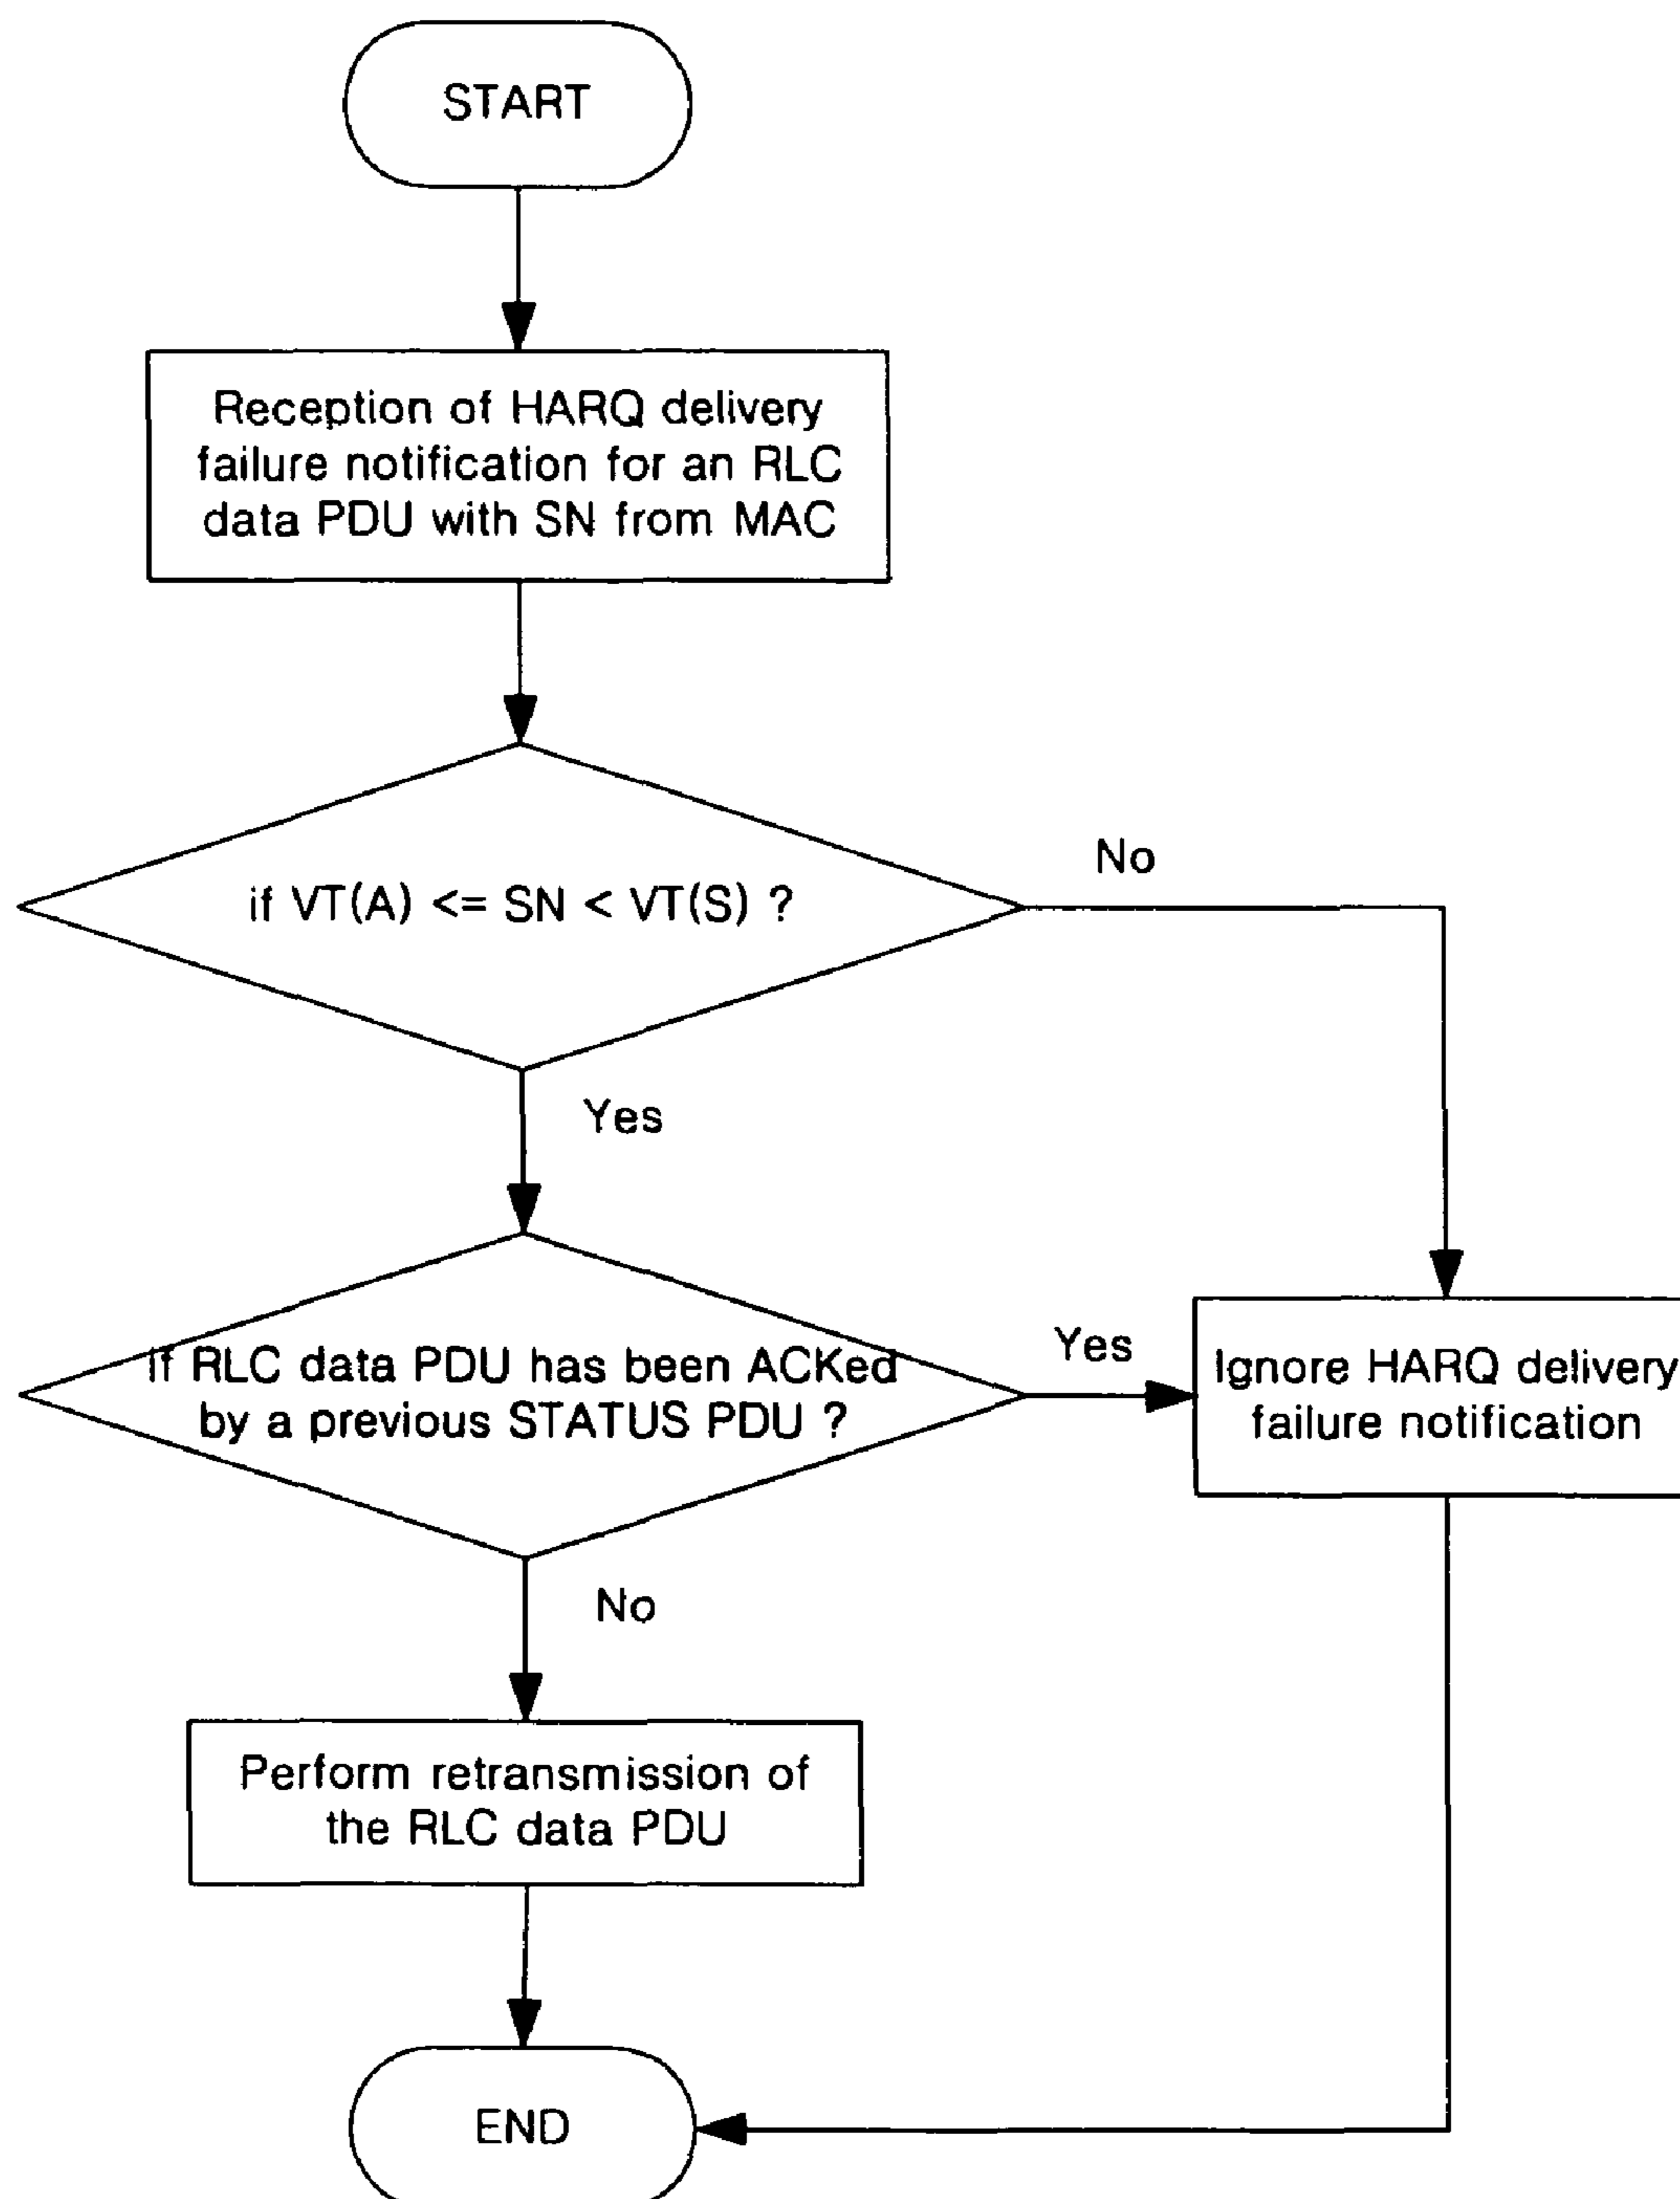 START
Reception of HARQ delivery
failure notification for an RLC
data PDU with SN from MAC
if VT(A) <= SN < VT(S) ?
No
Yes
If RLC data PDU has been ACKed
by a previous STATUS PDU ?
Yes
Ignore HARQ delivery
failure notification
No
Perform retransmission of
the RLC data PDU
END